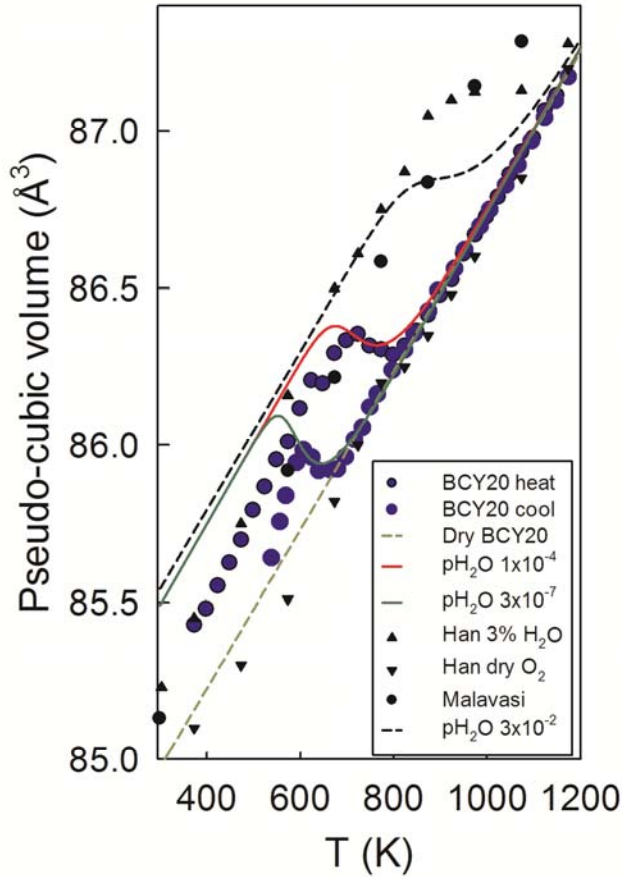 Pseudo-cubic volume (Å³)
87.0
86.5
86.0
85.5
85.0
BCY20 heat
BCY20 cool
Dry BCY20
pH₂O 1x10⁻⁴
pH₂O 3x10⁻⁷
Han 3% H₂O
Han dry O₂
Malavasi
pH₂O 3x10⁻²
400 600 800 1000 1200
T (K)